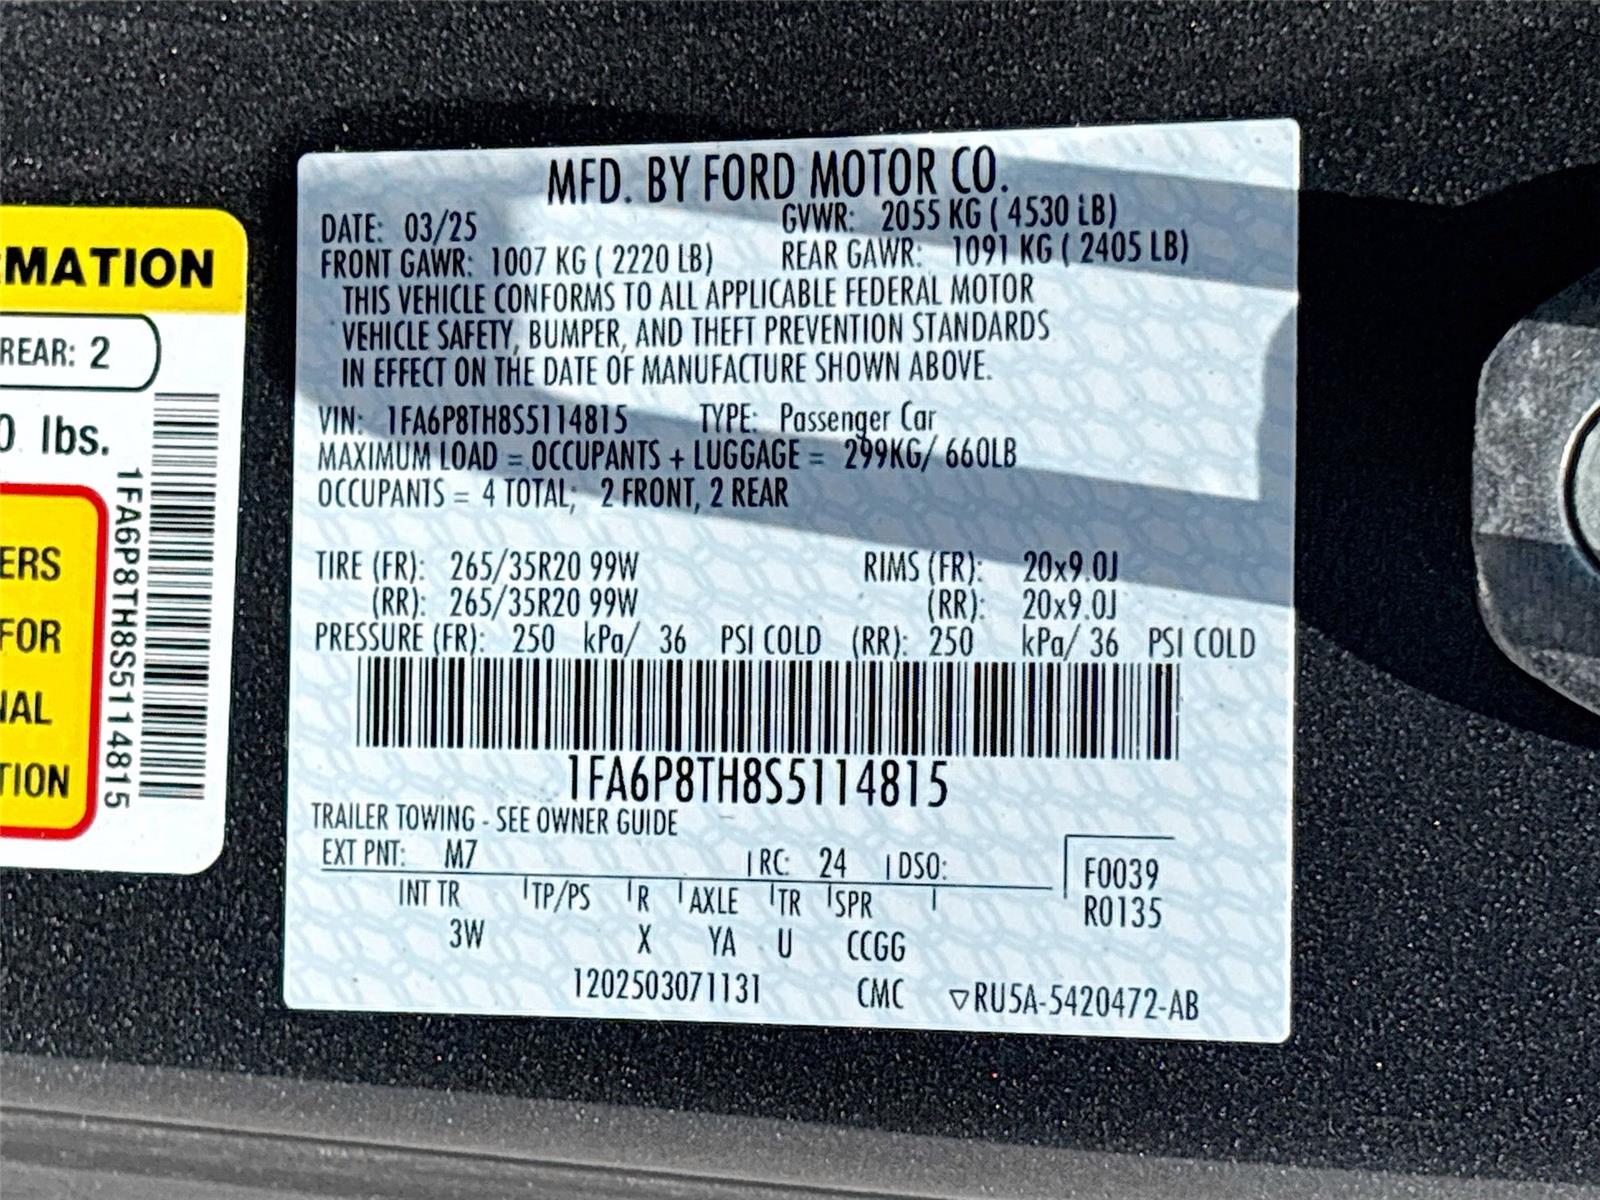 RMATION
REAR: 2
0 lbs.
ERS
FOR
NAL
TION
1FA6P8TH8S5114815
MFD. BY FORD MOTOR CO.
DATE: 03/25 GVWR: 2055 KG ( 4530 LB)
FRONT GAWR: 1007 KG ( 2220 LB) REAR GAWR: 1091 KG ( 2405 LB)
THIS VEHICLE CONFORMS TO ALL APPLICABLE FEDERAL MOTOR
VEHICLE SAFETY, BUMPER, AND THEFT PREVENTION STANDARDS
IN EFFECT ON THE DATE OF MANUFACTURE SHOWN ABOVE.
VIN: 1FA6P8TH8S5114815 TYPE: Passenger Car
MAXIMUM LOAD = OCCUPANTS + LUGGAGE = 299KG/ 660LB
OCCUPANTS = 4 TOTAL; 2 FRONT, 2 REAR
TIRE (FR): 265/35R20 99W RIMS (FR): 20x9.0J
(RR): 265/35R20 99W (RR): 20x9.0J
PRESSURE (FR): 250 kPa/ 36 PSI COLD (RR): 250 kPa/ 36 PSI COLD
1FA6P8TH8S5114815
TRAILER TOWING - SEE OWNER GUIDE
EXT PNT: M7 RC: 24 DSO: F0039
INT TR TP/PS R AXLE TR SPR R0135
3W X YA U CCGG
1202503071131 CMC ▽RU5A-5420472-AB